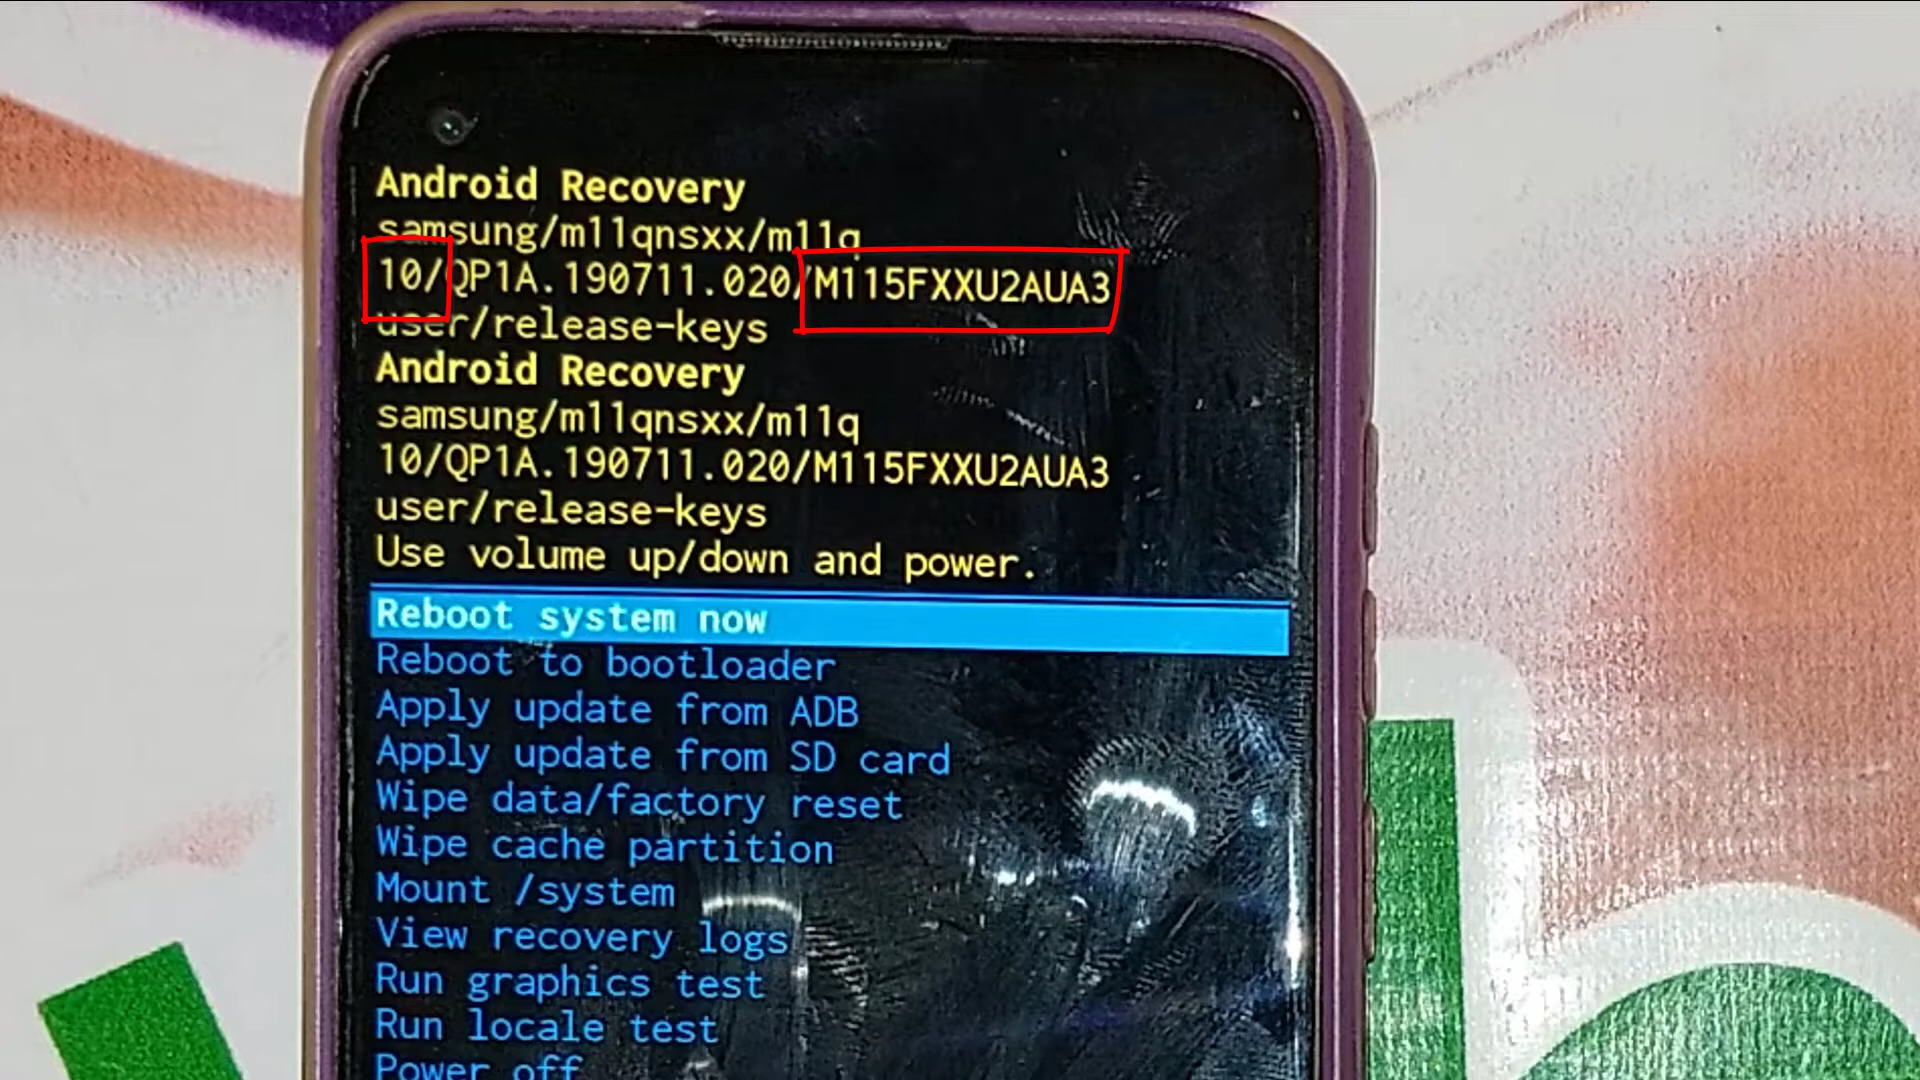 Android Recovery
samsung/m11qnsxx/m11q
10/QP1A.190711.020/M115FXXU2AUA3
user/release-keys
Android Recovery
samsung/m11qnsxx/m11q
10/QP1A.190711.020/M115FXXU2AUA3
user/release-keys
Use volume up/down and power.
Reboot system now
Reboot to bootloader
Apply update from ADB
Apply update from SD card
Wipe data/factory reset
Wipe cache partition
Mount /system
View recovery logs
Run graphics test
Run locale test
Power off